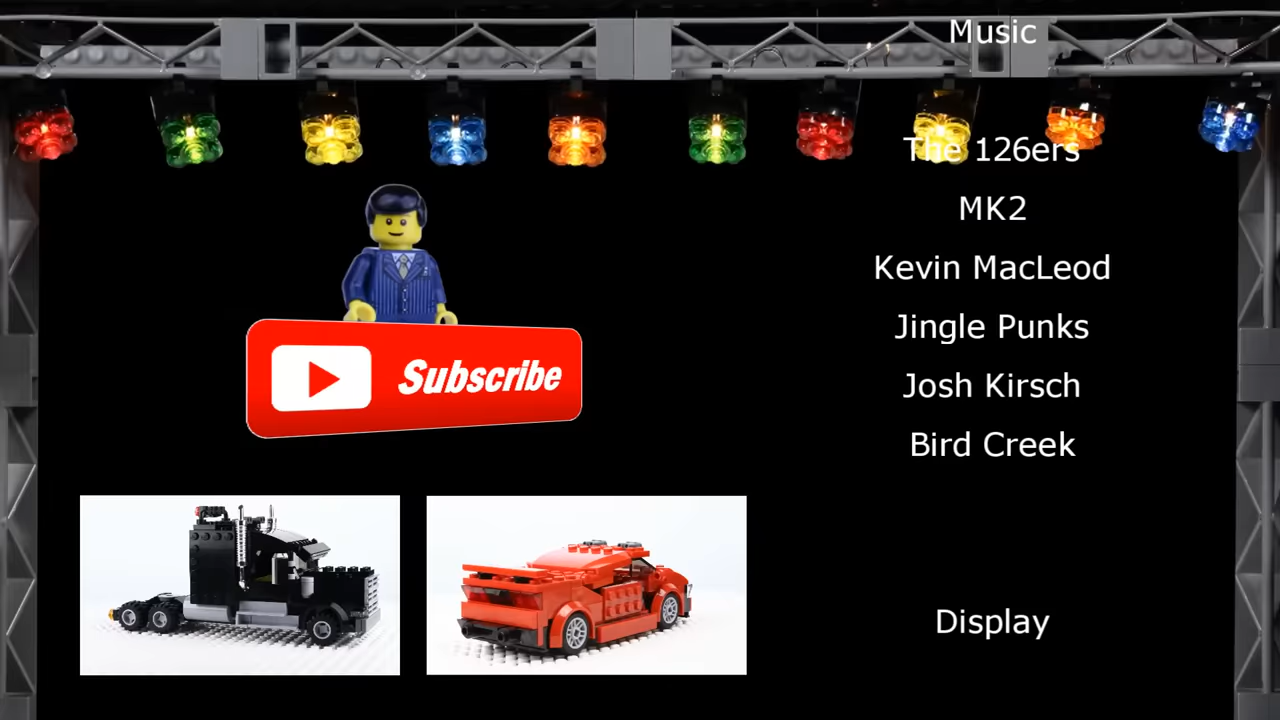 Music
The 126ers
MK2
Kevin MacLeod
Jingle Punks
Josh Kirsch
Bird Creek
Subscribe
Display